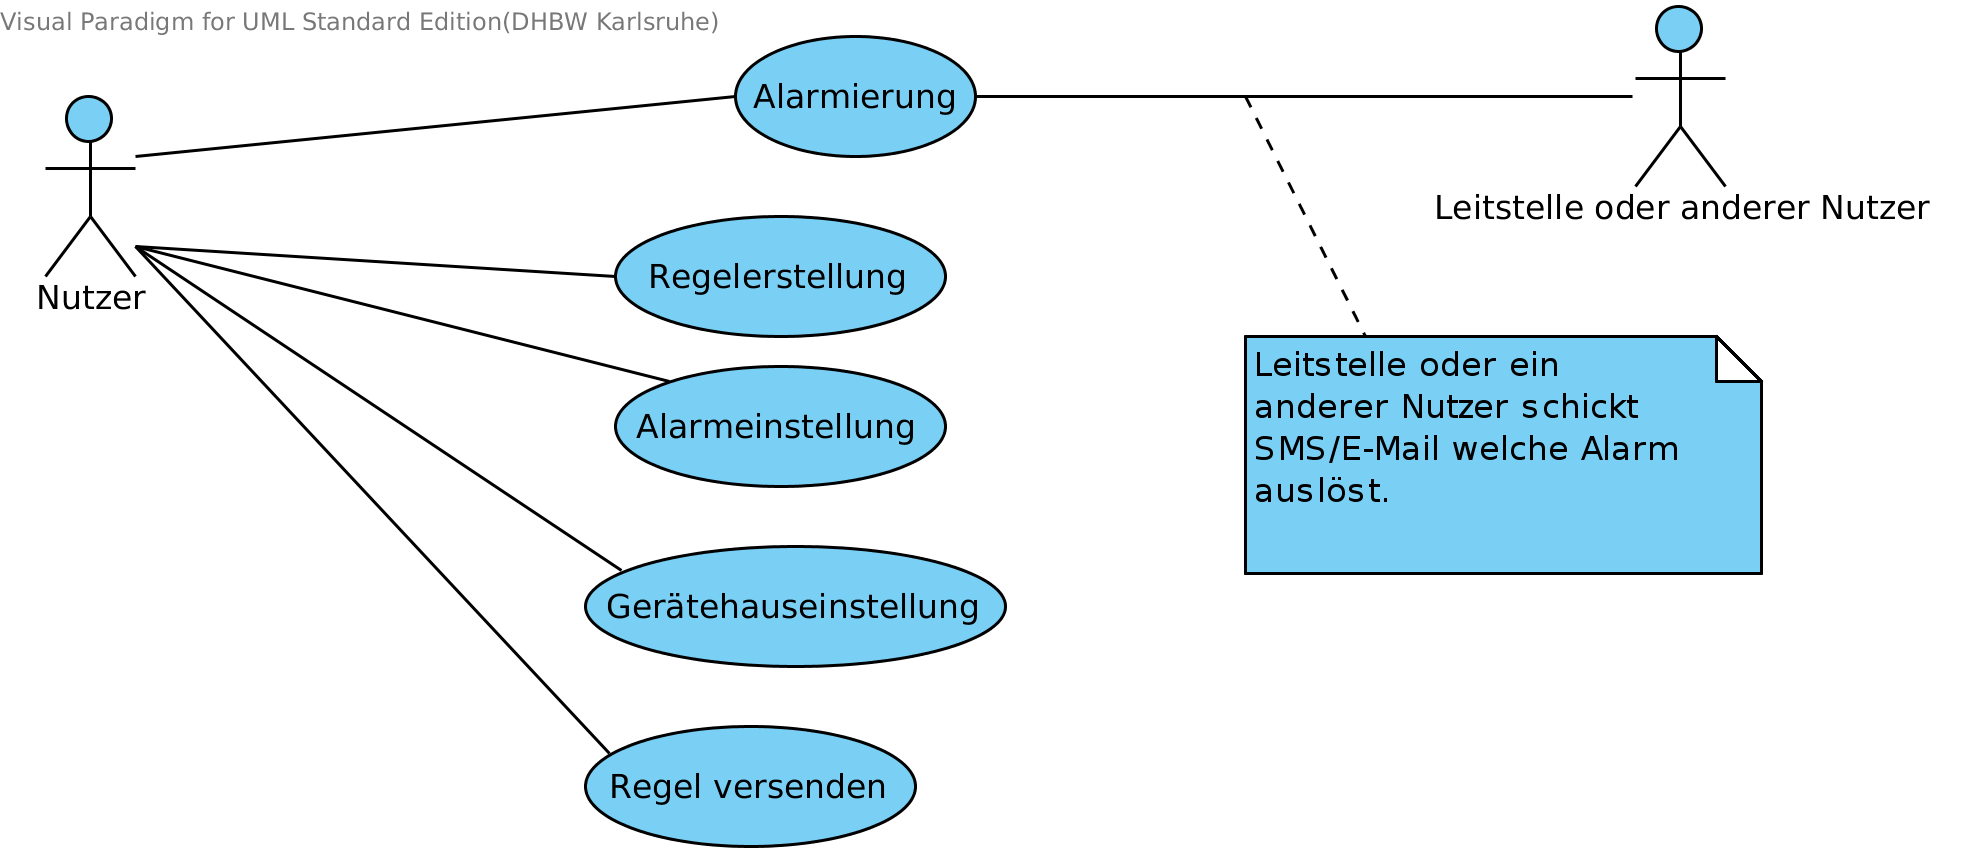 Visual Paradigm for UML Standard Edition(DHBW Karlsruhe)
Alarmierung
Leitstelle oder anderer Nutzer
Nutzer
Regelerstellung
Alarmeinstellung
Gerätehauseinstellung
Regel versenden
Leitstelle oder ein
anderer Nutzer schickt
SMS/E-Mail welche Alarm
auslöst.